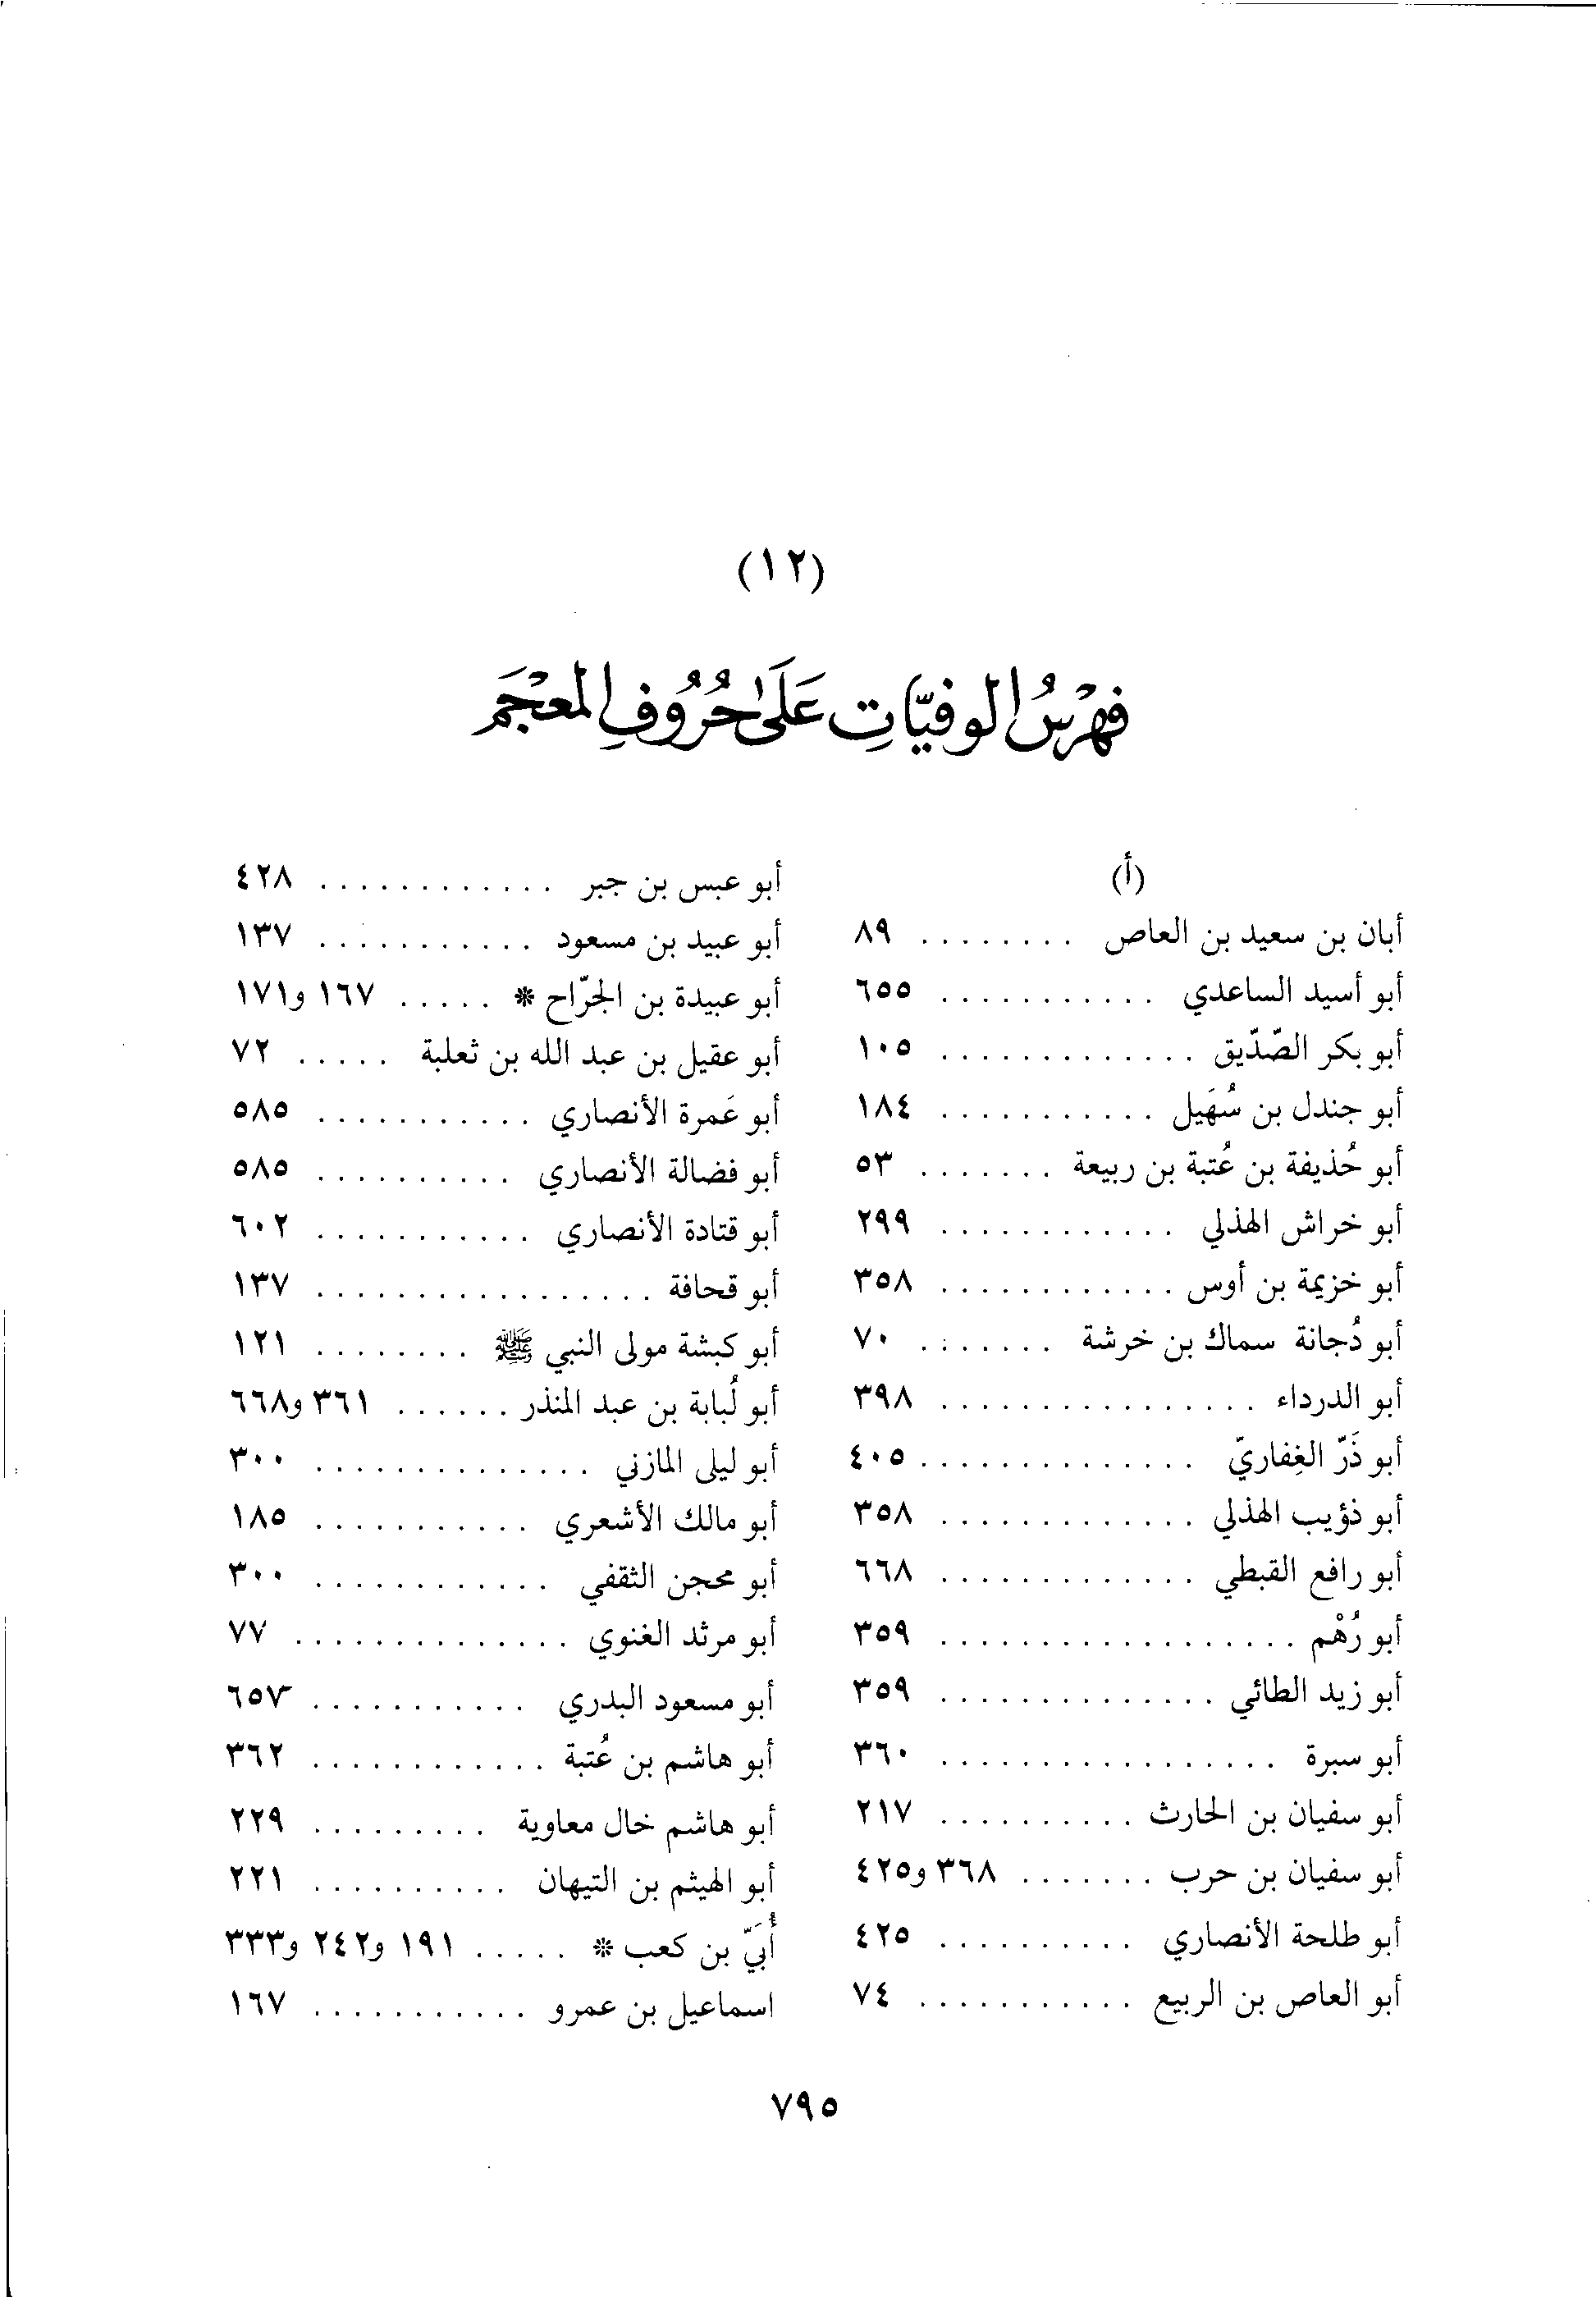 (١٢)
فِهْرسُ الوفيّاتِ عَلَى حُرُوفِ المعْجَم
(أ)
أبان بن سعيد بن العاص ........ ٨٩
أبو أسيد الساعدي ........... ٦٥٥
أبو بكر الصّدّيق ............. ١٠٥
أبو جندل بن سُهَيل ........... ١٨٤
أبو حُذيفة بن عُتبة بن ربيعة ....... ٥٣
أبو خراش الهذلي ............ ٢٩٩
أبو خزيمة بن أوس ............ ٣٥٨
أبو دُجانة سماك بن خرشة ....... ٧٠
أبو الدرداء ................ ٣٩٨
أبو ذَرّ الغِفاريّ .............. ٤٠٥
أبو ذؤيب الهذلي ............. ٣٥٨
أبو رافع القبطي ............. ٦٦٨
أبو رُهْم .................. ٣٥٩
أبو زيد الطائي .............. ٣٥٩
أبو سبرة ................. ٣٦٠
أبو سفيان بن الحارث .......... ٢١٧
أبو سفيان بن حرب ....... ٣٦٨ و٤٢٥
أبو طلحة الأنصاري .......... ٤٢٥
أبو العاص بن الربيع ........... ٧٤
أبو عبس بن جبر ............ ٤٢٨
أبو عبيد بن مسعود ........... ١٣٧
أبو عبيدة بن الجرّاح * ..... ١٦٧ و١٧١
أبو عقيل بن عبد الله بن ثعلبة ..... ٧٢
أبو عَمرة الأنصاري ........... ٥٨٥
أبو فضالة الأنصاري .......... ٥٨٥
أبو قتادة الأنصاري ........... ٦٠٢
أبو قحافة ................. ١٣٧
أبو كبشة مولى النبي ﷺ ........ ١٢١
أبو لُبابة بن عبد المنذر ...... ٣٦١ و٦٦٨
أبو ليلى المازني .............. ٣٠٠
أبو مالك الأشعري ........... ١٨٥
أبو محجن الثقفي ............ ٣٠٠
أبو مرثد الغنوي .............. ٧٧
أبو مسعود البدري ........... ٦٥٧
أبو هاشم بن عُتبة ............ ٣٦٢
أبو هاشم خال معاوية ......... ٢٢٩
أبو الهيثم بن التيهان .......... ٢٢١
أُبَيّ بن كعب * ..... ١٩١ و٢٤٢ و٣٣٣
اسماعيل بن عمرو ........... ١٦٧
٧٩٥